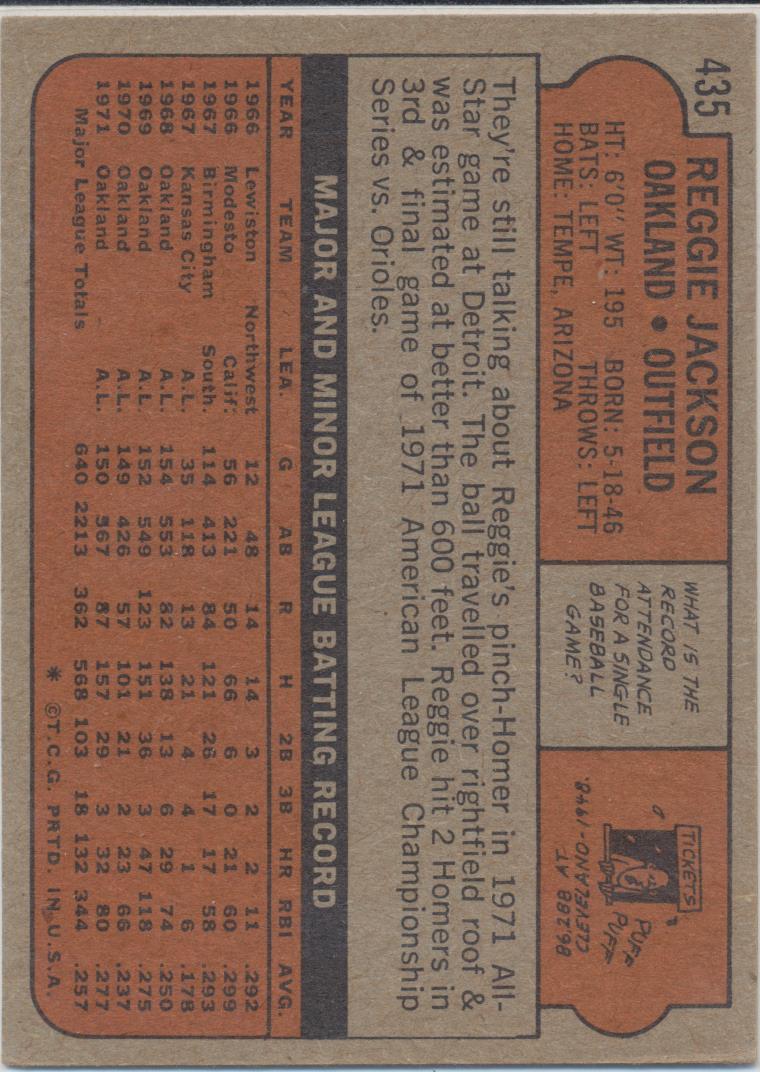 435
REGGIE JACKSON
OAKLAND • OUTFIELD
HT: 6'0" WT: 195 BORN: 5-18-46
BATS: LEFT THROWS: LEFT
HOME: TEMPE, ARIZONA
WHAT IS THE
RECORD
ATTENDANCE
FOR A SINGLE
BASEBALL
GAME?
TICKETS
PUFF
PUFF
86,288 AT
CLEVELAND-1948.
They're still talking about Reggie's pinch-Homer in 1971 All-
Star game at Detroit. The ball travelled over rightfield roof &
was estimated at better than 600 feet. Reggie hit 2 Homers in
3rd & final game of 1971 American League Championship
Series vs. Orioles.
MAJOR AND MINOR LEAGUE BATTING RECORD
YEAR TEAM LEA. G AB R H 2B 3B HR RBI AVG.
1966 Lewiston Northwest 12 48 14 14 3 2 2 11 .292
1966 Modesto Calif. 56 221 50 66 6 0 21 60 .299
1967 Birmingham South. 114 413 84 121 26 17 17 58 .293
1967 Kansas City A.L. 35 118 13 21 4 4 1 6 .178
1968 Oakland A.L. 154 553 82 138 13 6 29 74 .250
1969 Oakland A.L. 152 549 123 151 36 3 47 118 .275
1970 Oakland A.L. 149 426 57 101 21 2 23 66 .237
1971 Oakland A.L. 150 567 87 157 29 3 32 80 .277
Major League Totals 640 2213 362 568 103 18 132 344 .257
* ©T.C.G. PRTD. IN U.S.A.